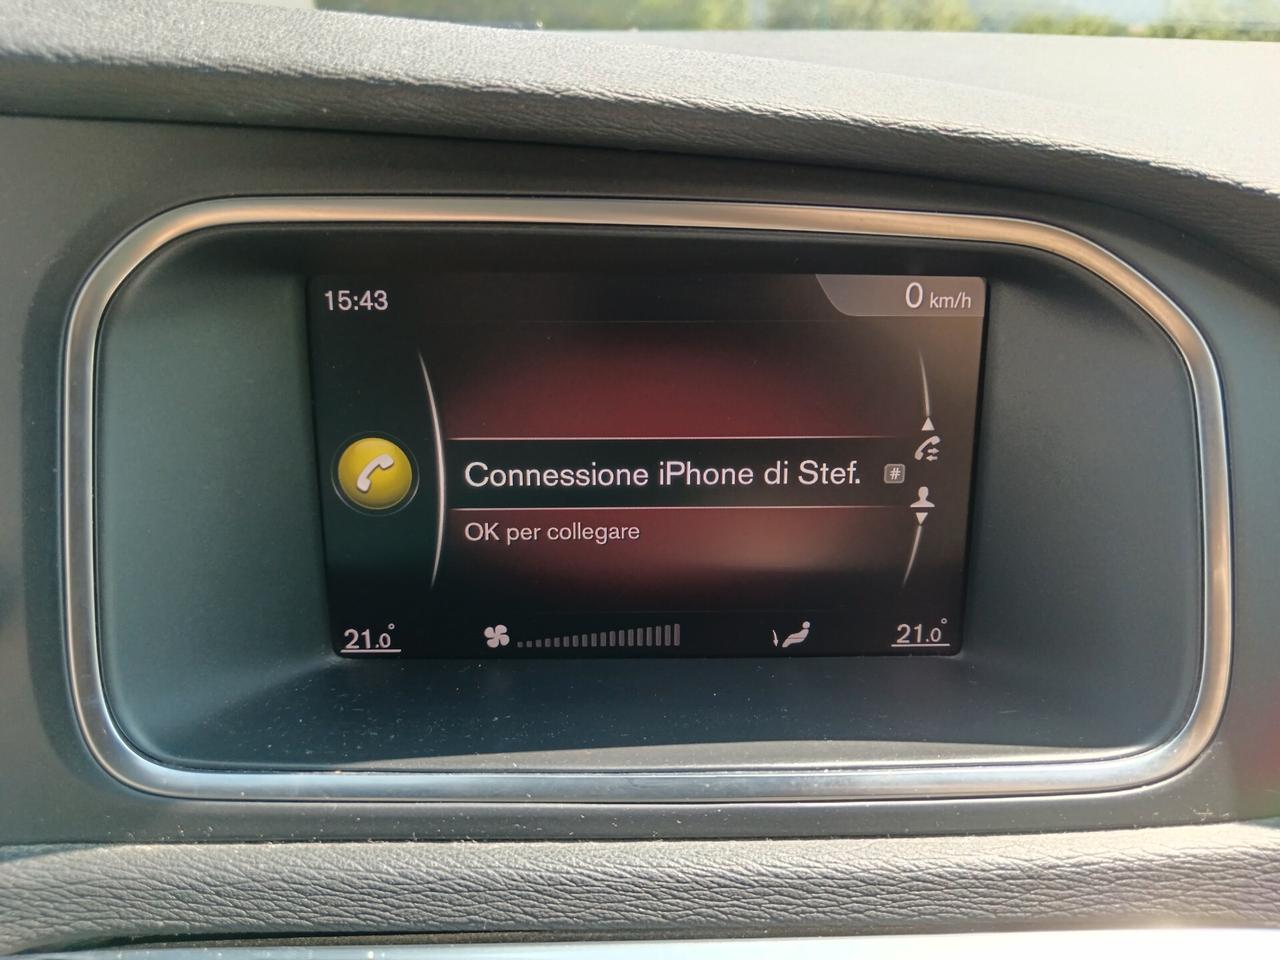 15:43
0 km/h
Connessione iPhone di Stef. #
OK per collegare
21.0°
21.0°